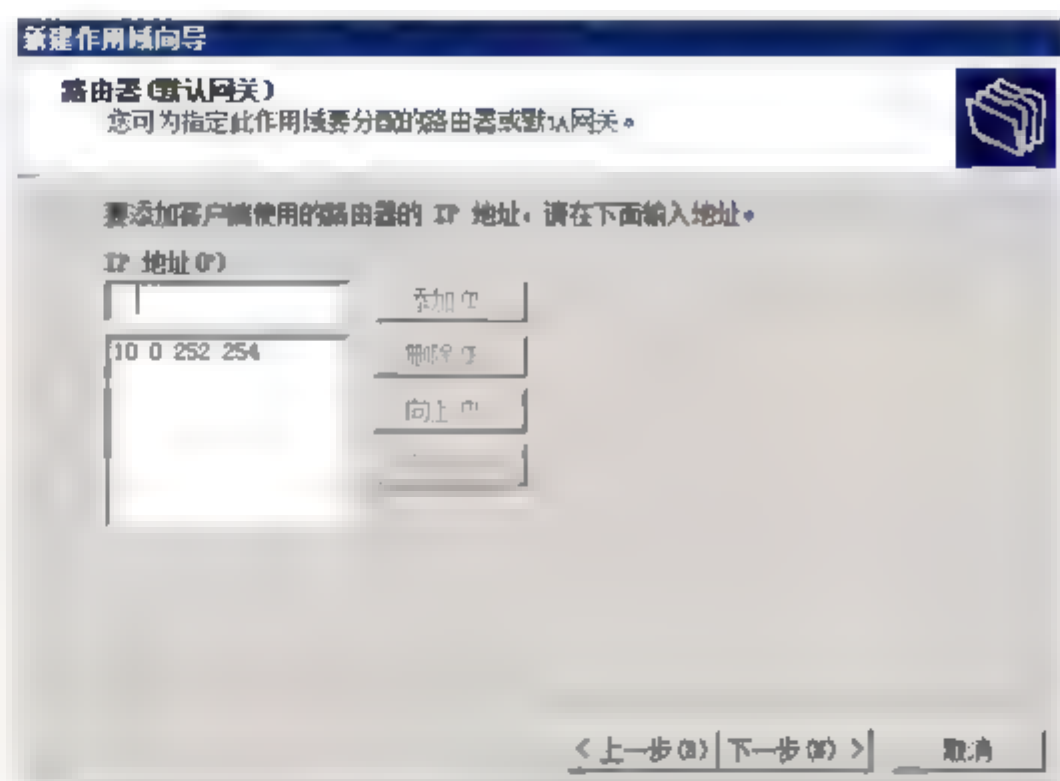 新建作用域向导
路由器(默认网关)
您可为指定此作用域要分配的路由器或默认网关。
要添加客户端使用的路由器的 IP 地址，请在下面输入地址。
IP 地址(P)
添加
10 0 252 254
删除
向上
<上一步(B) 下一步(N)>
取消